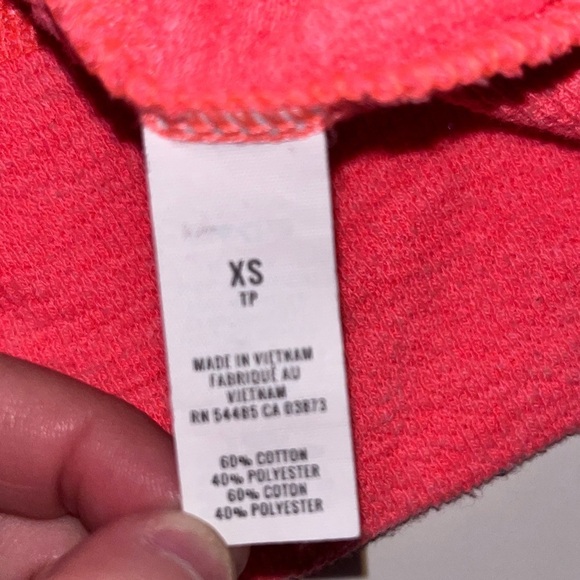 XS
TP
MADE IN VIETNAM
FABRIQUÉ AU
VIETNAM
RN 54485 CA 03873
60% COTTON
40% POLYESTER
60% COTON
40% POLYESTER